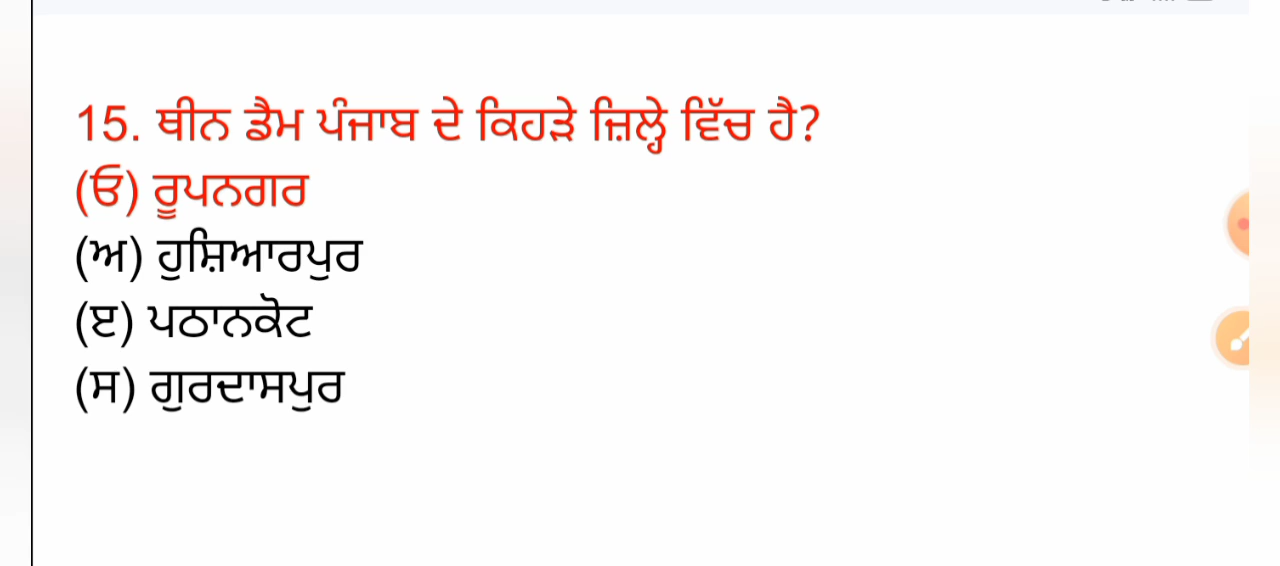 15. ਥੀਨ ਡੈਮ ਪੰਜਾਬ ਦੇ ਕਿਹੜੇ ਜ਼ਿਲ੍ਹੇ ਵਿੱਚ ਹੈ?
(ੳ) ਰੂਪਨਗਰ
(ਅ) ਹੁਸ਼ਿਆਰਪੁਰ
(ੲ) ਪਠਾਨਕੋਟ
(ਸ) ਗੁਰਦਾਸਪੁਰ